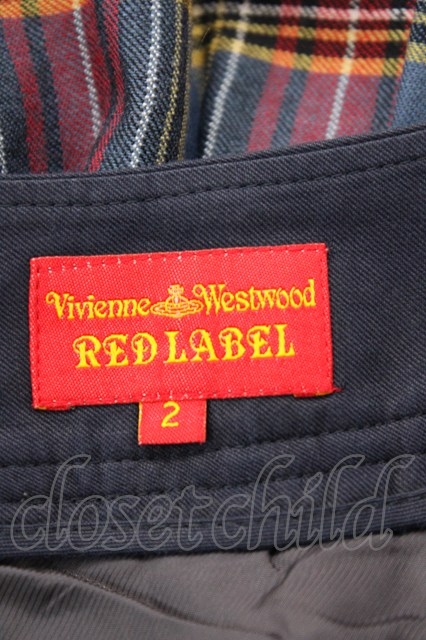 Vivienne Westwood
RED LABEL
2
closetchild